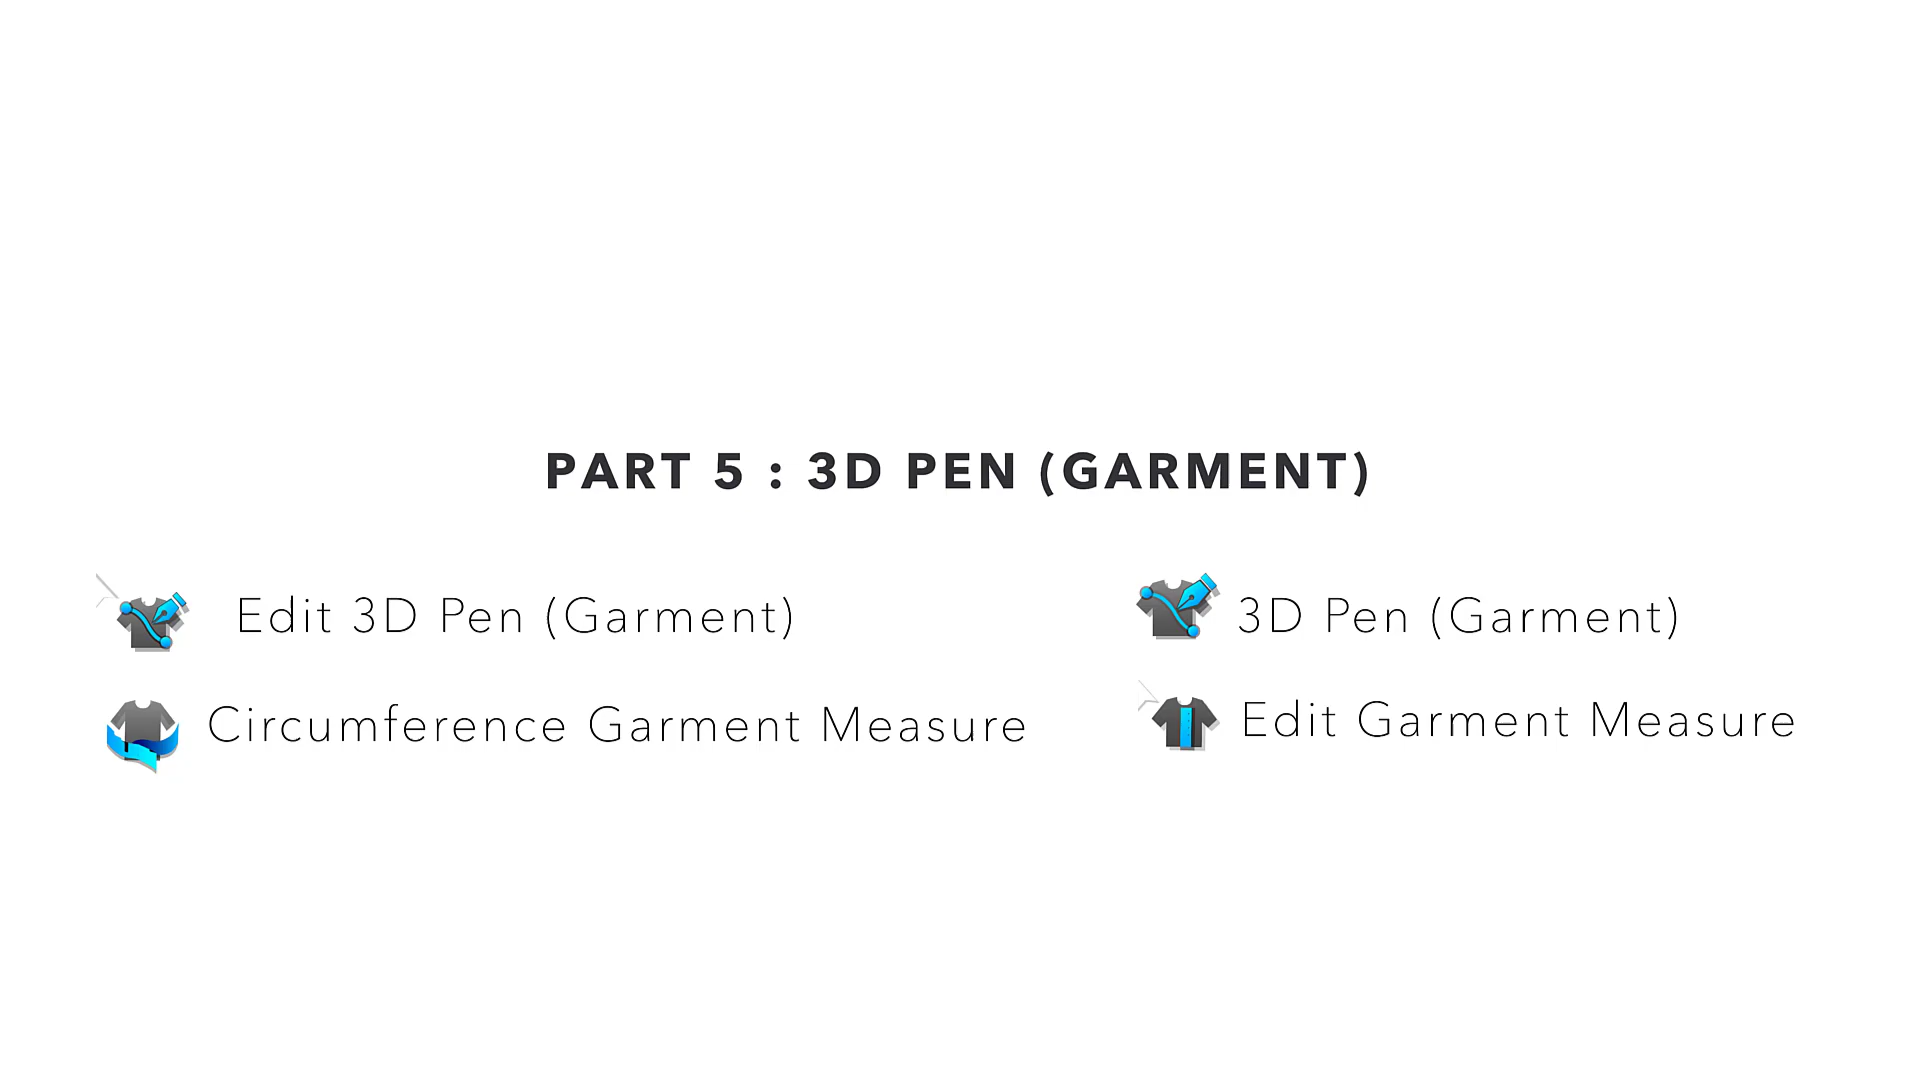 PART 5 : 3D PEN (GARMENT)
Edit 3D Pen (Garment)
3D Pen (Garment)
Circumference Garment Measure
Edit Garment Measure